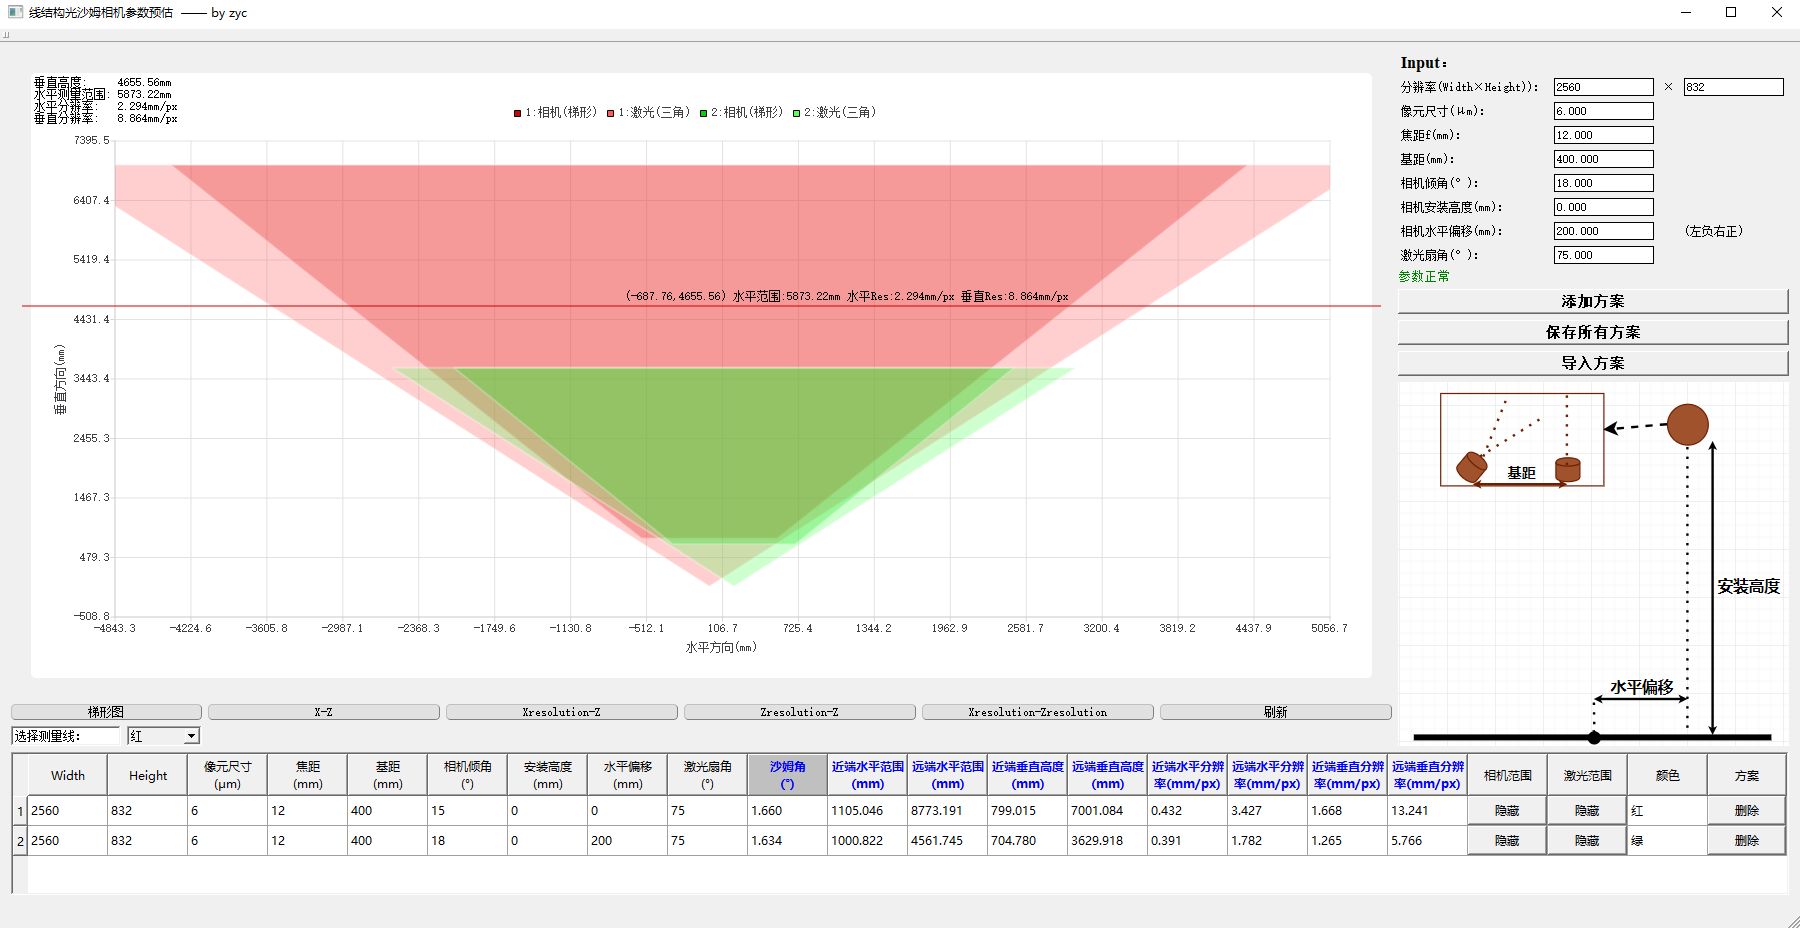 线结构光沙姆相机参数预估 —— by zyc
垂直高度: 4655.56mm
水平测量范围: 5873.22mm
水平分辨率: 2.294mm/px
垂直分辨率: 8.864mm/px
1:相机(梯形) 1:激光(三角) 2:相机(梯形) 2:激光(三角)
7395.5
6407.4
5419.4
4431.4
3443.4
2455.3
1467.3
479.3
-508.8
垂直方向(mm)
(-687.76,4655.56) 水平范围:5873.22mm 水平Res:2.294mm/px 垂直Res:8.864mm/px
-4843.3 -4224.6 -3605.8 -2987.1 -2368.3 -1749.6 -1130.8 -512.1 106.7 725.4 1344.2 1962.9 2581.7 3200.4 3819.2 4437.9 5056.7
水平方向(mm)
Input:
分辨率(Width×Height)): 2560 × 832
像元尺寸(μm): 6.000
焦距f(mm): 12.000
基距(mm): 400.000
相机倾角(°): 18.000
相机安装高度(mm): 0.000
相机水平偏移(mm): 200.000 (左负右正)
激光扇角(°): 75.000
参数正常
添加方案
保存所有方案
导入方案
基距
安装高度
水平偏移
梯形图 X-Z Xresolution-Z Zresolution-Z Xresolution-Zresolution 刷新
选择测量线: 红
Width Height 像元尺寸(μm) 焦距(mm) 基距(mm) 相机倾角(°) 安装高度(mm) 水平偏移(mm) 激光扇角(°) 沙姆角(°) 近端水平范围(mm) 远端水平范围(mm) 近端垂直高度(mm) 远端垂直高度(mm) 近端水平分辨率(mm/px) 远端水平分辨率(mm/px) 近端垂直分辨率(mm/px) 远端垂直分辨率(mm/px) 相机范围 激光范围 颜色 方案
1 2560 832 6 12 400 15 0 0 75 1.660 1105.046 8773.191 799.015 7001.084 0.432 3.427 1.668 13.241 隐藏 隐藏 红 删除
2 2560 832 6 12 400 18 0 200 75 1.634 1000.822 4561.745 704.780 3629.918 0.391 1.782 1.265 5.766 隐藏 隐藏 绿 删除